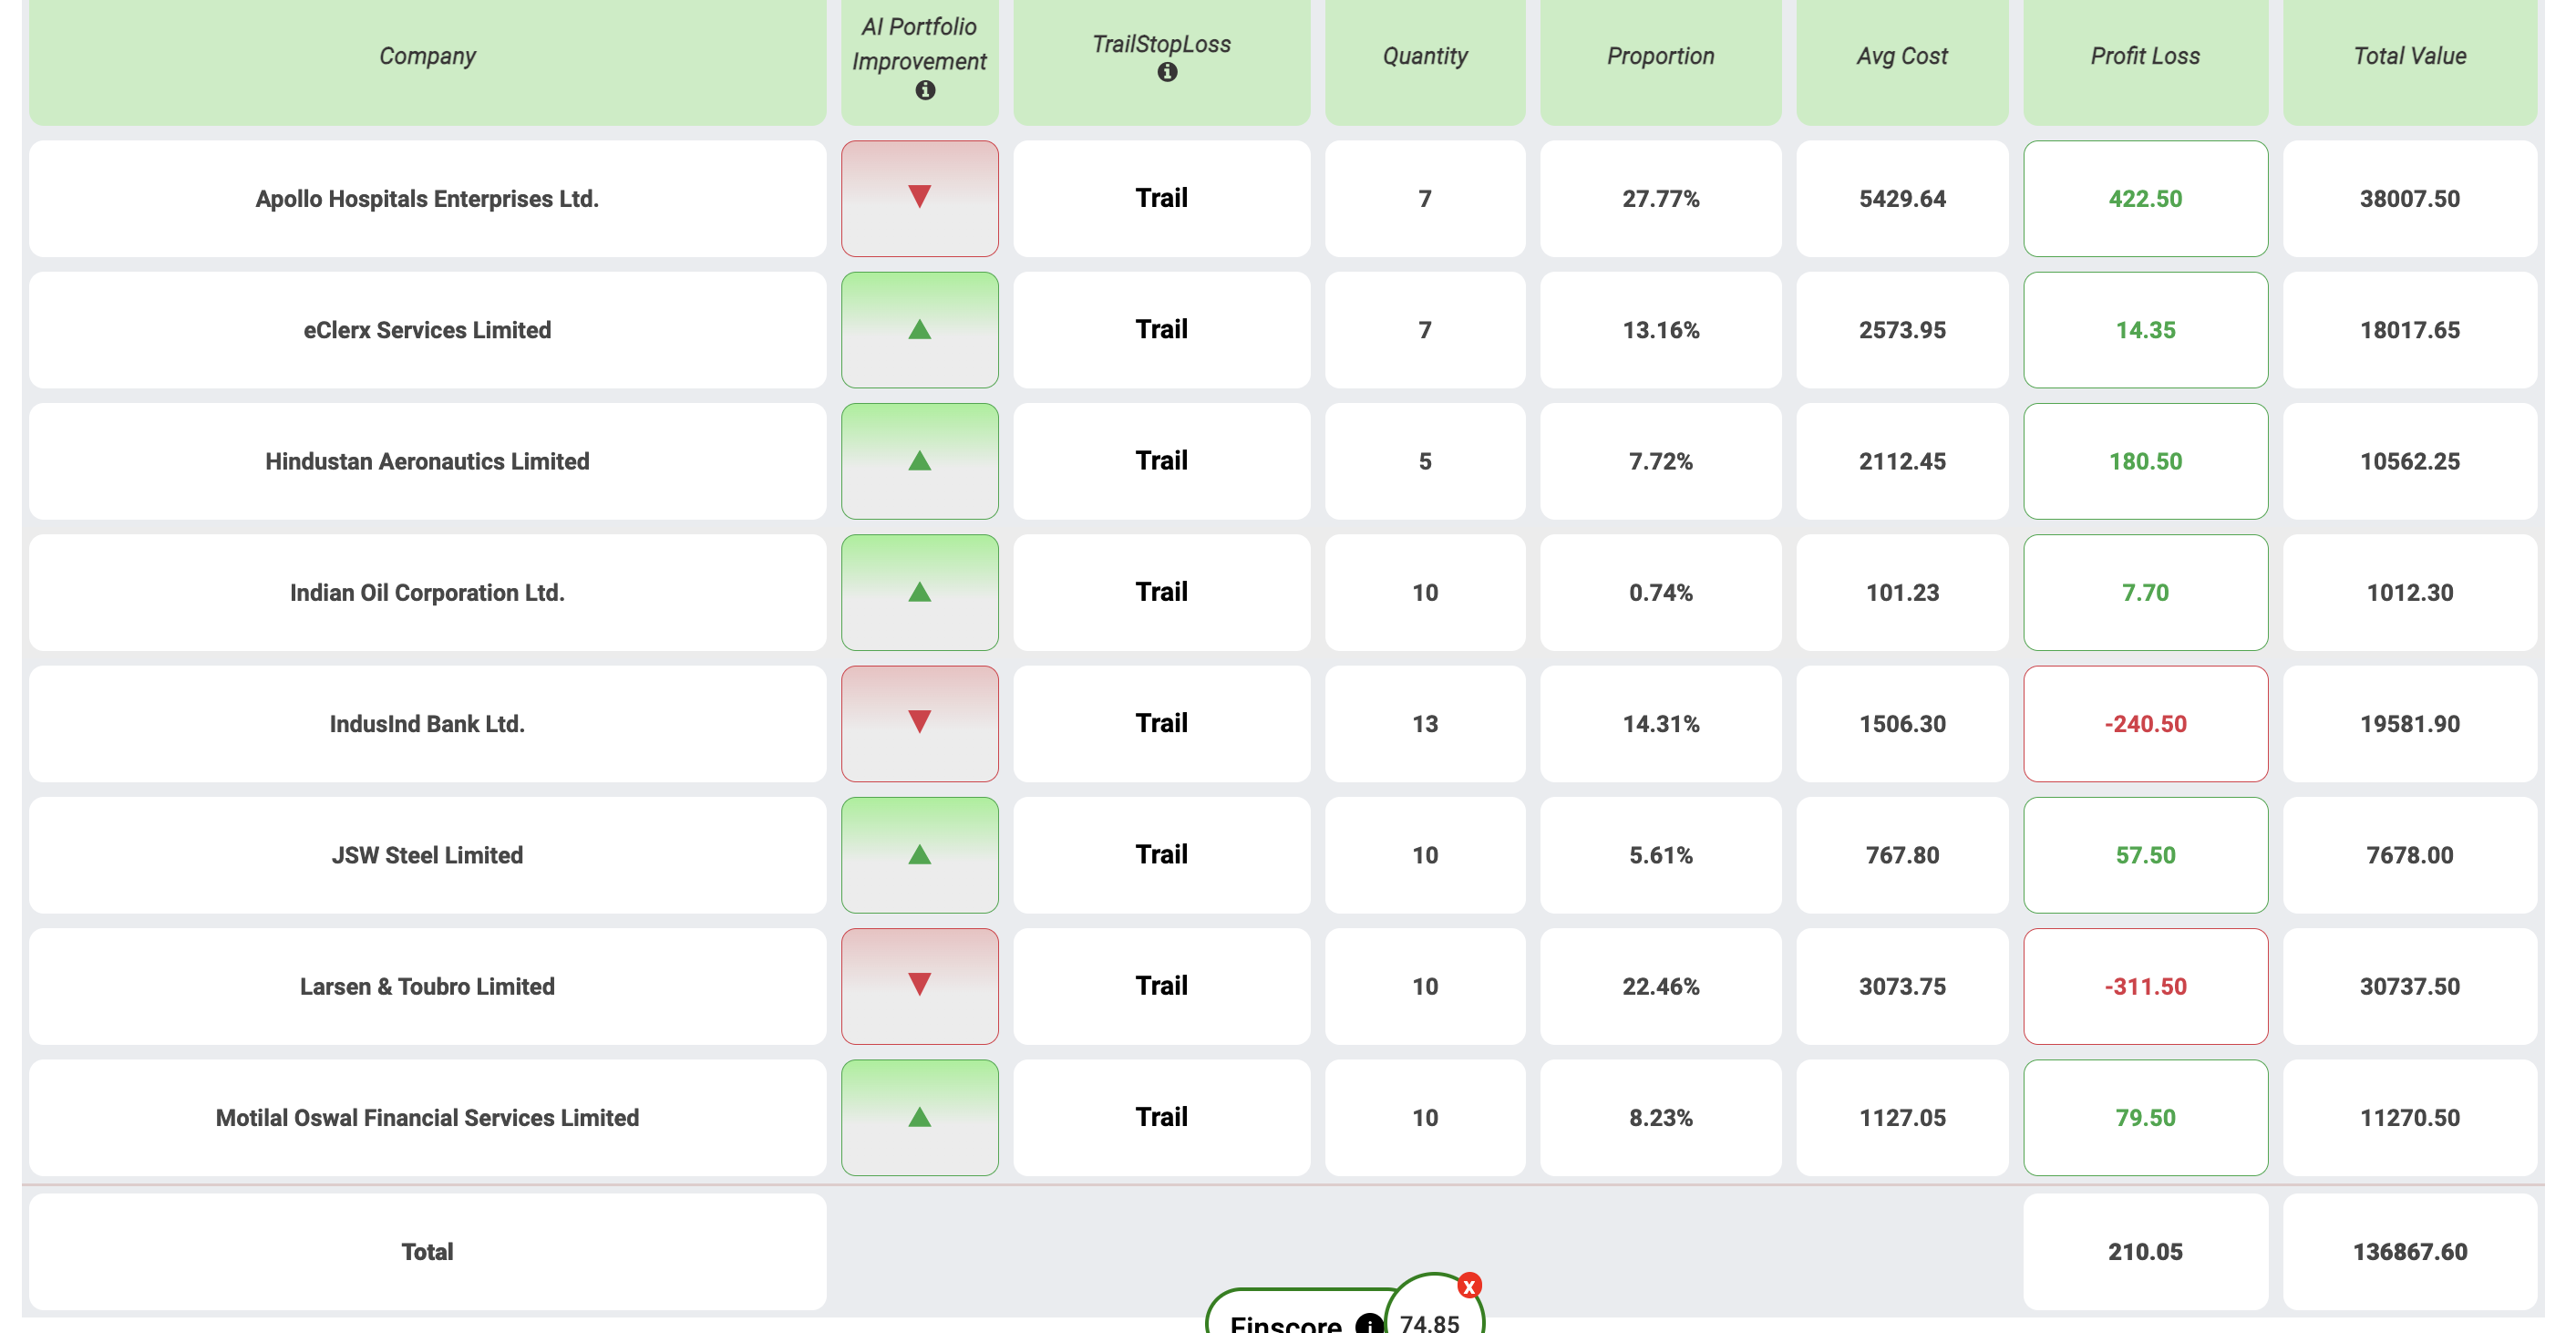 Company AI Portfolio Improvement TrailStopLoss Quantity Proportion Avg Cost Profit Loss Total Value
Apollo Hospitals Enterprises Ltd. Trail 7 27.77% 5429.64 422.50 38007.50
eClerx Services Limited Trail 7 13.16% 2573.95 14.35 18017.65
Hindustan Aeronautics Limited Trail 5 7.72% 2112.45 180.50 10562.25
Indian Oil Corporation Ltd. Trail 10 0.74% 101.23 7.70 1012.30
IndusInd Bank Ltd. Trail 13 14.31% 1506.30 -240.50 19581.90
JSW Steel Limited Trail 10 5.61% 767.80 57.50 7678.00
Larsen & Toubro Limited Trail 10 22.46% 3073.75 -311.50 30737.50
Motilal Oswal Financial Services Limited Trail 10 8.23% 1127.05 79.50 11270.50
Total 210.05 136867.60
x
Finscore 74.85